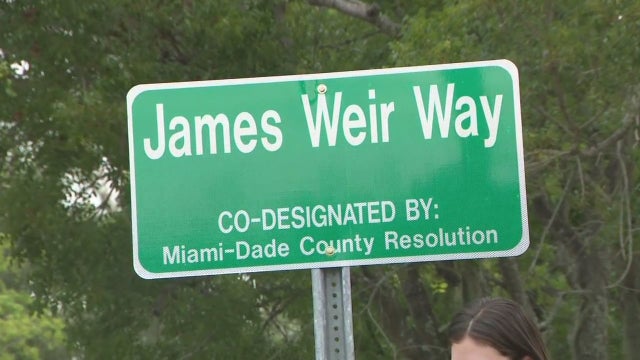 James Weir Way
CO-DESIGNATED BY:
Miami-Dade County Resolution